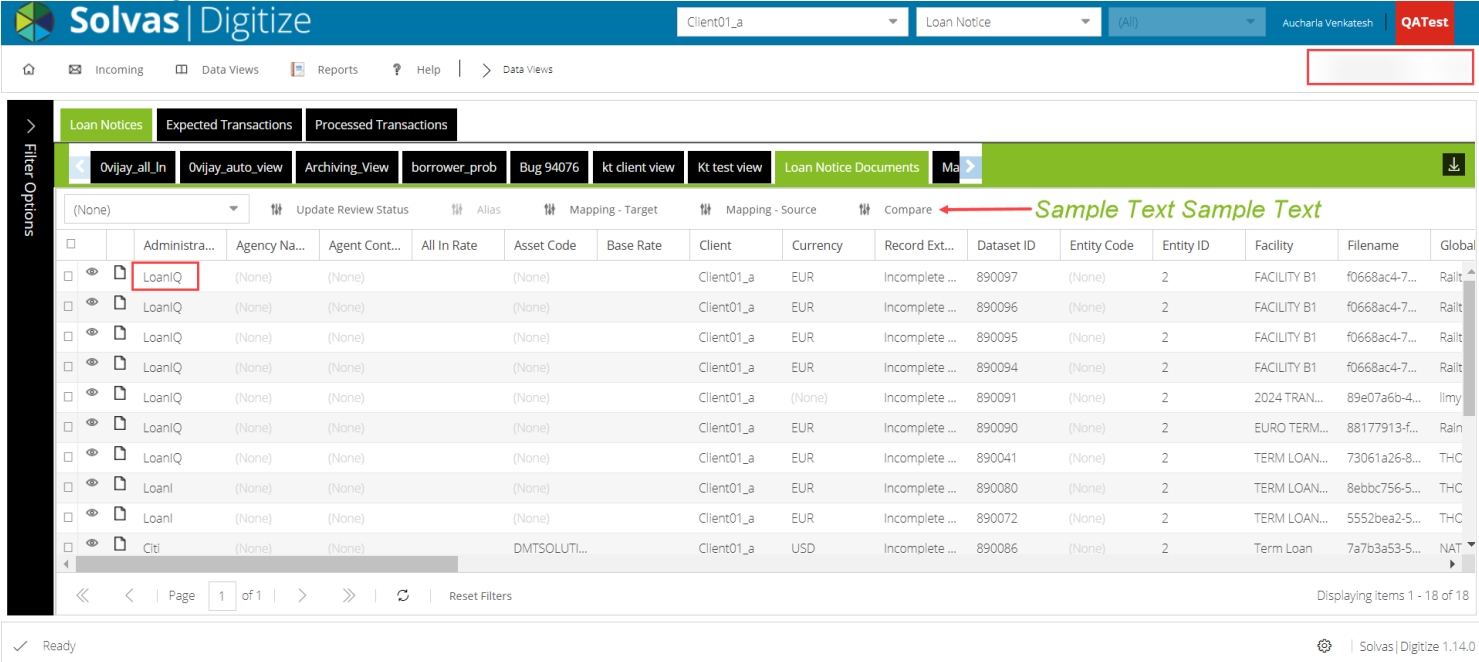 Solvas | Digitize Client01_a Loan Notice (All) Aucharla Venkatesh QATest
Incoming Data Views Reports ? Help Data Views
Loan Notices Expected Transactions Processed Transactions
Filter Options
0vijay_all_ln 0vijay_auto_view Archiving_View borrower_prob Bug 94076 kt client view Kt test view Loan Notice Documents Ma
(None) Update Review Status Alias Mapping - Target Mapping - Source Compare Sample Text Sample Text
Administra... Agency Na... Agent Cont... All In Rate Asset Code Base Rate Client Currency Record Ext... Dataset ID Entity Code Entity ID Facility Filename Global
LoanIQ (None) (None) (None) Client01_a EUR Incomplete ... 890097 (None) 2 FACILITY B1 f0668ac4-7... Railt
LoanIQ (None) (None) (None) Client01_a EUR Incomplete ... 890096 (None) 2 FACILITY B1 f0668ac4-7... Railt
LoanIQ (None) (None) (None) Client01_a EUR Incomplete ... 890095 (None) 2 FACILITY B1 f0668ac4-7... Railt
LoanIQ (None) (None) (None) Client01_a EUR Incomplete ... 890094 (None) 2 FACILITY B1 f0668ac4-7... Railt
LoanIQ (None) (None) (None) Client01_a (None) Incomplete ... 890091 (None) 2 2024 TRAN... 89e07a6b-4... limy
LoanIQ (None) (None) (None) Client01_a EUR Incomplete ... 890090 (None) 2 EURO TERM... 88177913-f... Rain
LoanIQ (None) (None) (None) Client01_a EUR Incomplete ... 890041 (None) 2 TERM LOAN... 73061a26-8... THO
LoanI (None) (None) (None) Client01_a EUR Incomplete ... 890080 (None) 2 TERM LOAN... 8ebbc756-5... THO
LoanI (None) (None) (None) Client01_a EUR Incomplete ... 890072 (None) 2 TERM LOAN... 5552bea2-5... THO
Citi (None) (None) DMTSOLUTI... Client01_a USD Incomplete ... 890086 (None) 2 Term Loan 7a7b3a53-5... NAT
Page 1 of 1 Reset Filters Displaying items 1 - 18 of 18
Ready Solvas|Digitize 1.14.0